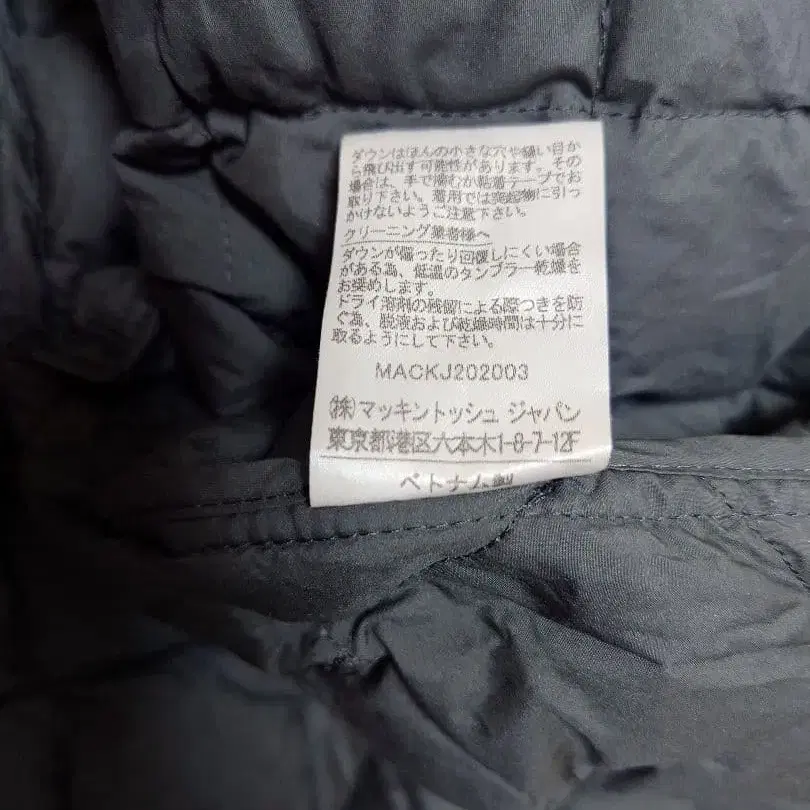 ダウンはほんの小さな穴や縫い目か
ら飛び出す可能性があります。その
場合は、手で摘むか粘着テープでお
取り下さい。着用では突起物に引っ
かけないようご注意下さい。
クリーニング業者様へ
ダウンが偏ったり回復しにくい場合
がある為、低温のタンブラー乾燥を
お奨めします。
ドライ溶剤の残留による際つきを防
ぐ為、脱液および乾燥時間は十分に
取るようにして下さい。
MACKJ202003
(株)マッキントッシュ ジャパン
東京都港区六本木1-8-7-12F
ベトナム製